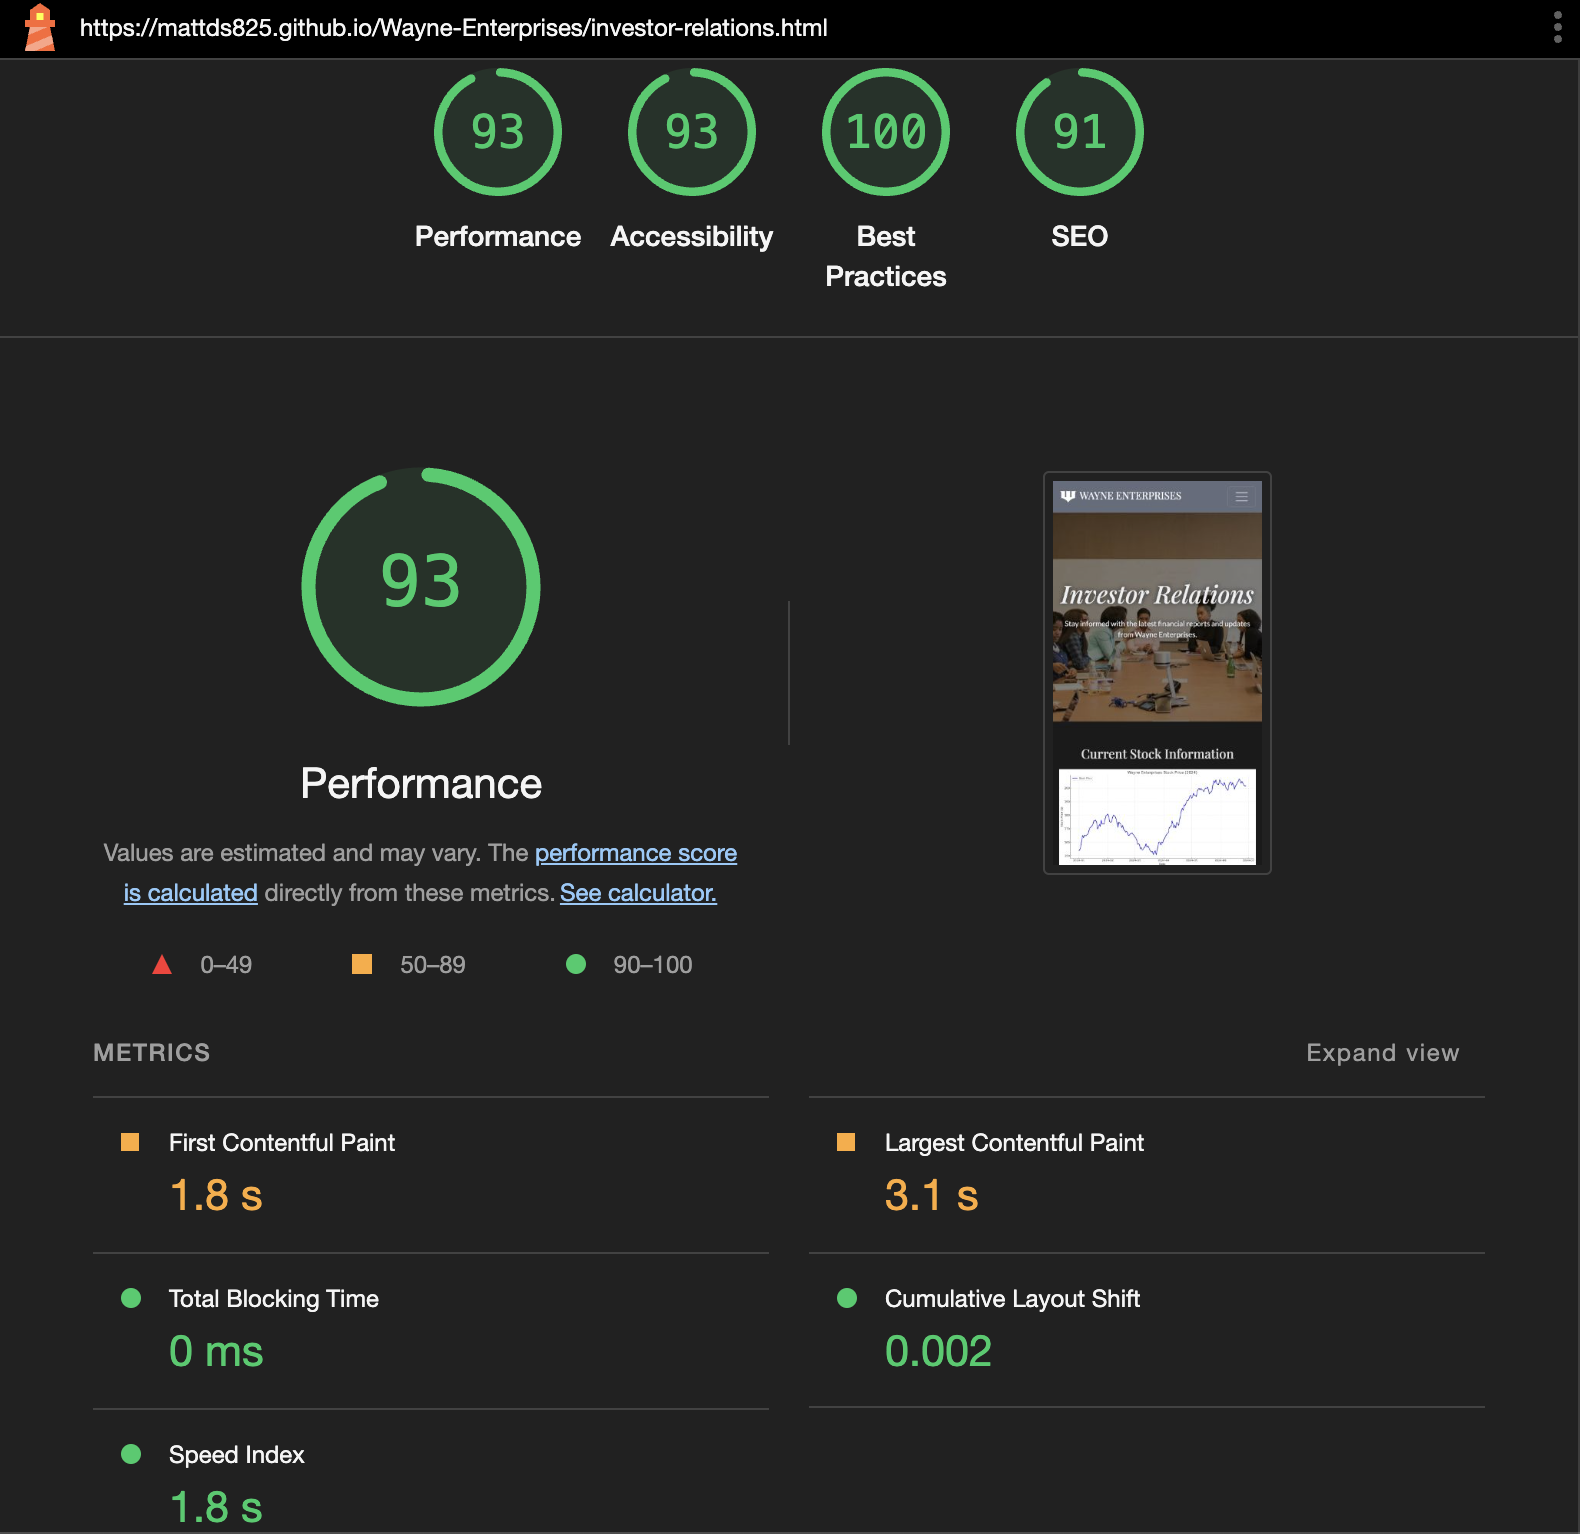 https://mattds825.github.io/Wayne-Enterprises/investor-relations.html
93
93
100
91
Performance
Accessibility
Best
Practices
SEO
93
Performance
Values are estimated and may vary. The performance score
is calculated directly from these metrics. See calculator.
0–49
50–89
90–100
WAYNE ENTERPRISES
Investor Relations
Stay informed with the latest financial reports and updates
from Wayne Enterprises.
Current Stock Information
METRICS
Expand view
First Contentful Paint
1.8 s
Largest Contentful Paint
3.1 s
Total Blocking Time
0 ms
Cumulative Layout Shift
0.002
Speed Index
1.8 s